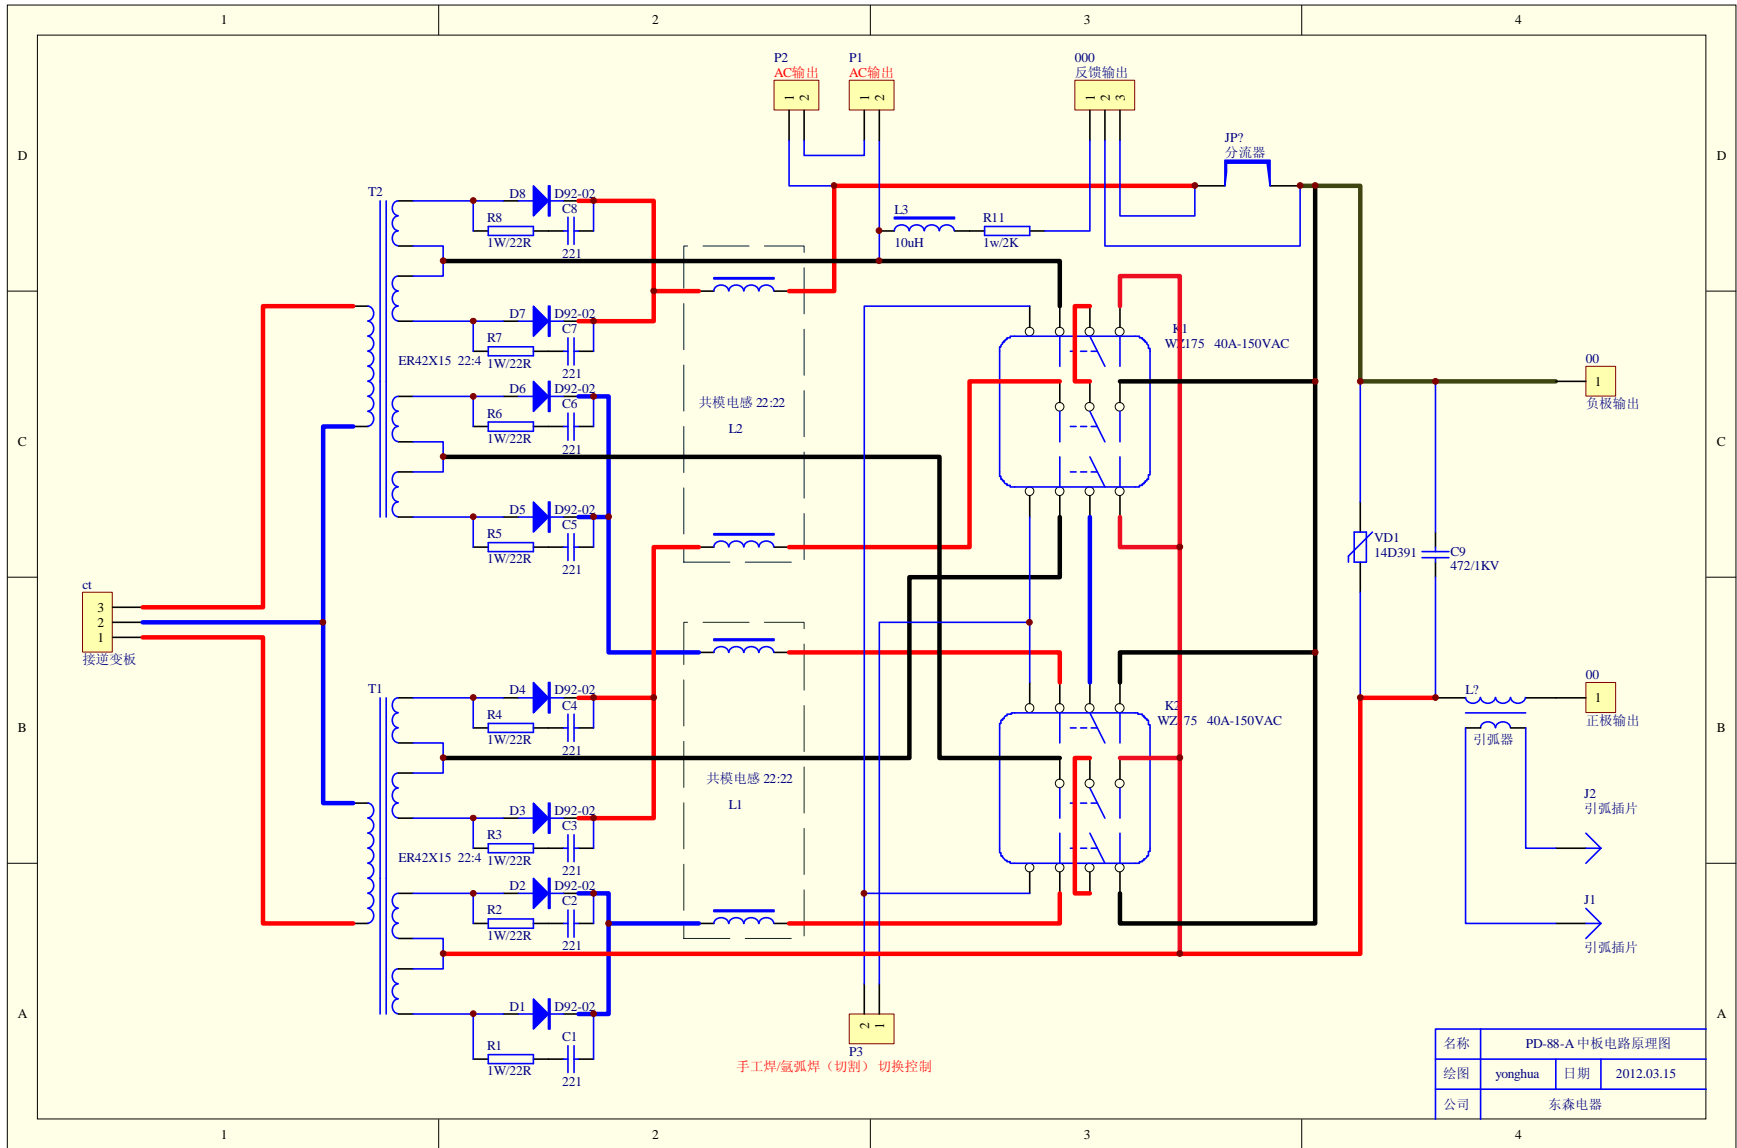 1 2 3 4
P2 P1 000
AC输出 AC输出 反馈输出
1 2 1 2 1 2 3
D D
JP?
分流器
T2
D8 D92-02
C8
R8
1W/22R
221
L3 R11
10uH 1w/2K
D7 D92-02
C7
R7
ER42X15 22:4 1W/22R
221
K1
WZ175 40A-150VAC
00
1
负极输出
D6 D92-02
C6
R6
1W/22R
221
共模电感 22:22
L2
C C
D5 D92-02
C5
R5
1W/22R
221
VD1
14D391
C9
472/1KV
ct
3
2
1
接逆变板
T1
D4 D92-02
C4
R4
1W/22R
221
K2
WZ175 40A-150VAC
L?
00
1
正极输出
引弧器
B B
共模电感 22:22
L1
J2
引弧插片
D3 D92-02
C3
R3
ER42X15 22:4 1W/22R
221
D2 D92-02
C2
R2
1W/22R
221
J1
引弧插片
D1 D92-02
C1
R1
1W/22R
221
A A
2 1
P3
手工焊/氩弧焊（切割） 切换控制
名称 PD-88-A 中板电路原理图
绘图 yonghua 日期 2012.03.15
公司 东森电器
1 2 3 4